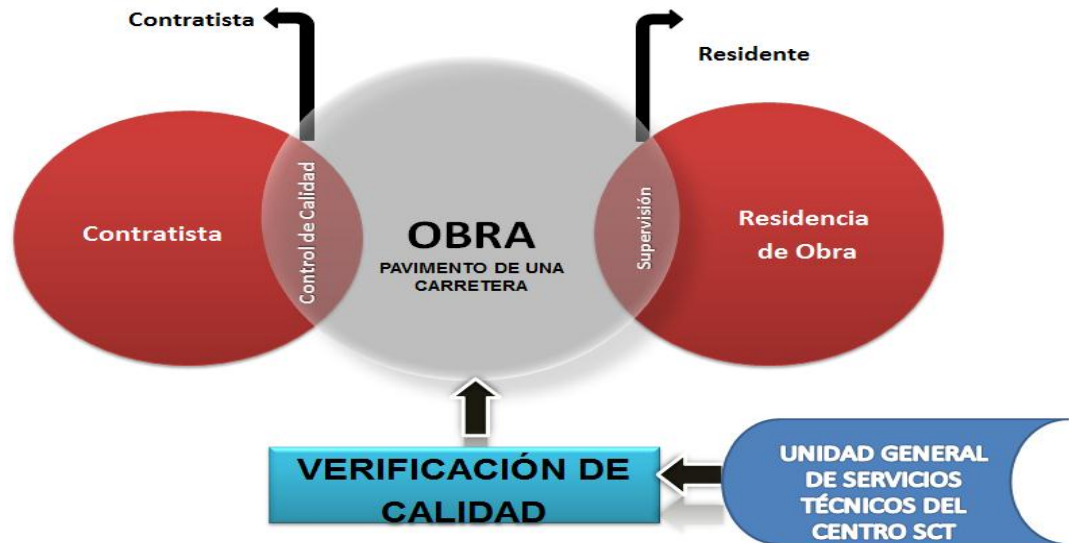 Contratista
Residente
Contratista
Control de Calidad
OBRA
PAVIMENTO DE UNA
CARRETERA
Supervisión
Residencia
de Obra
VERIFICACIÓN DE
CALIDAD
UNIDAD GENERAL
DE SERVICIOS
TÉCNICOS DEL
CENTRO SCT